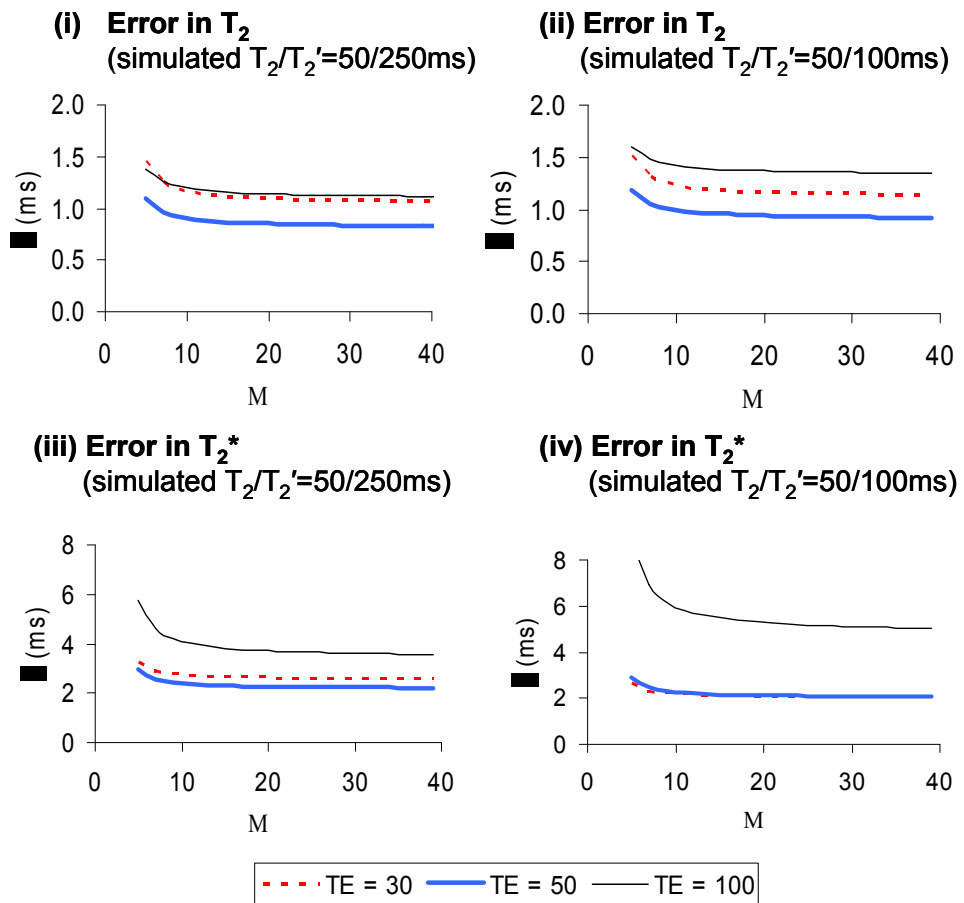 (i) Error in T₂
(simulated T₂/T₂′=50/250ms)
2.0
1.5
1.0
0.5
0.0
(ms)
0 10 20 30 40
M
(ii) Error in T₂
(simulated T₂/T₂′=50/100ms)
2.0
1.5
1.0
0.5
0.0
(ms)
0 10 20 30 40
M
(iii) Error in T₂*
(simulated T₂/T₂′=50/250ms)
8
6
4
2
0
(ms)
0 10 20 30 40
M
(iv) Error in T₂*
(simulated T₂/T₂′=50/100ms)
8
6
4
2
0
(ms)
0 10 20 30 40
M
TE = 30 TE = 50 TE = 100